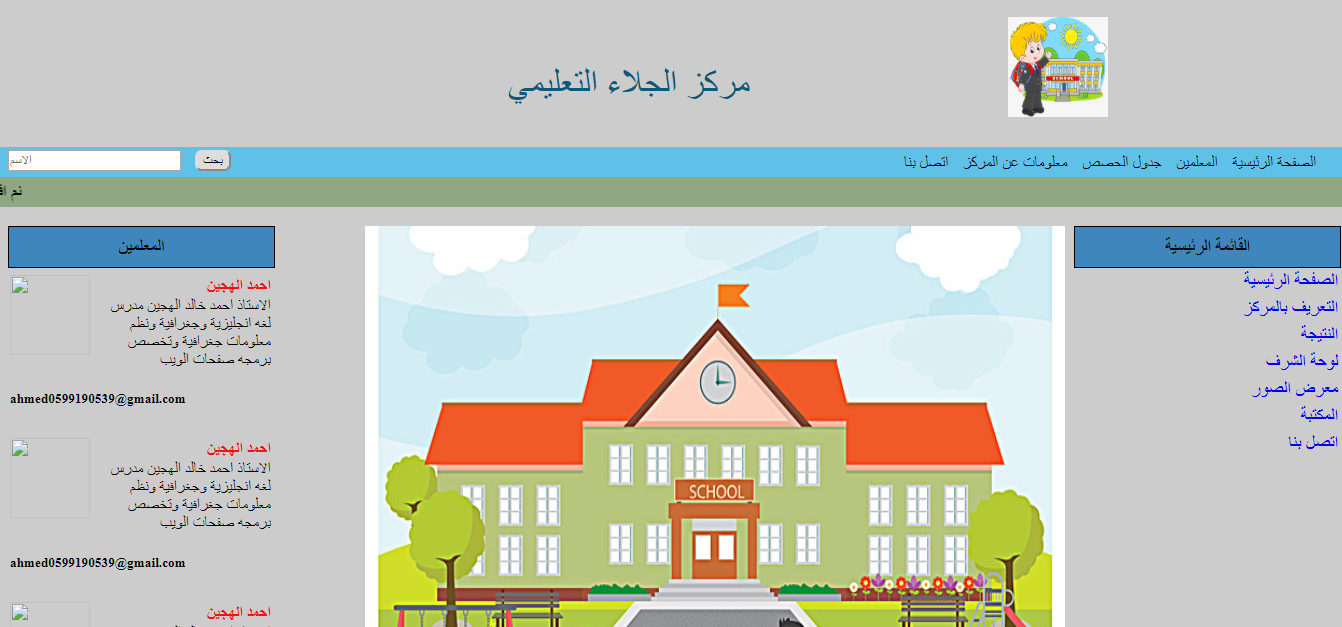 SCHOOL
مركز الجلاء التعليمي
الصفحة الرئيسية المعلمين جدول الحصص معلومات عن المركز اتصل بنا
بحث
الاسم
القائمة الرئيسية
الصفحة الرئيسية
التعريف بالمركز
النتيجة
لوحة الشرف
معرض الصور
المكتبة
اتصل بنا
SCHOOL
المعلمين
احمد الهجين
الاستاذ احمد خالد الهجين مدرس
لغه انجليزية وجغرافية ونظم
معلومات جغرافية وتخصص
برمجه صفحات الويب
ahmed0599190539@gmail.com
احمد الهجين
الاستاذ احمد خالد الهجين مدرس
لغه انجليزية وجغرافية ونظم
معلومات جغرافية وتخصص
برمجه صفحات الويب
ahmed0599190539@gmail.com
احمد الهجين